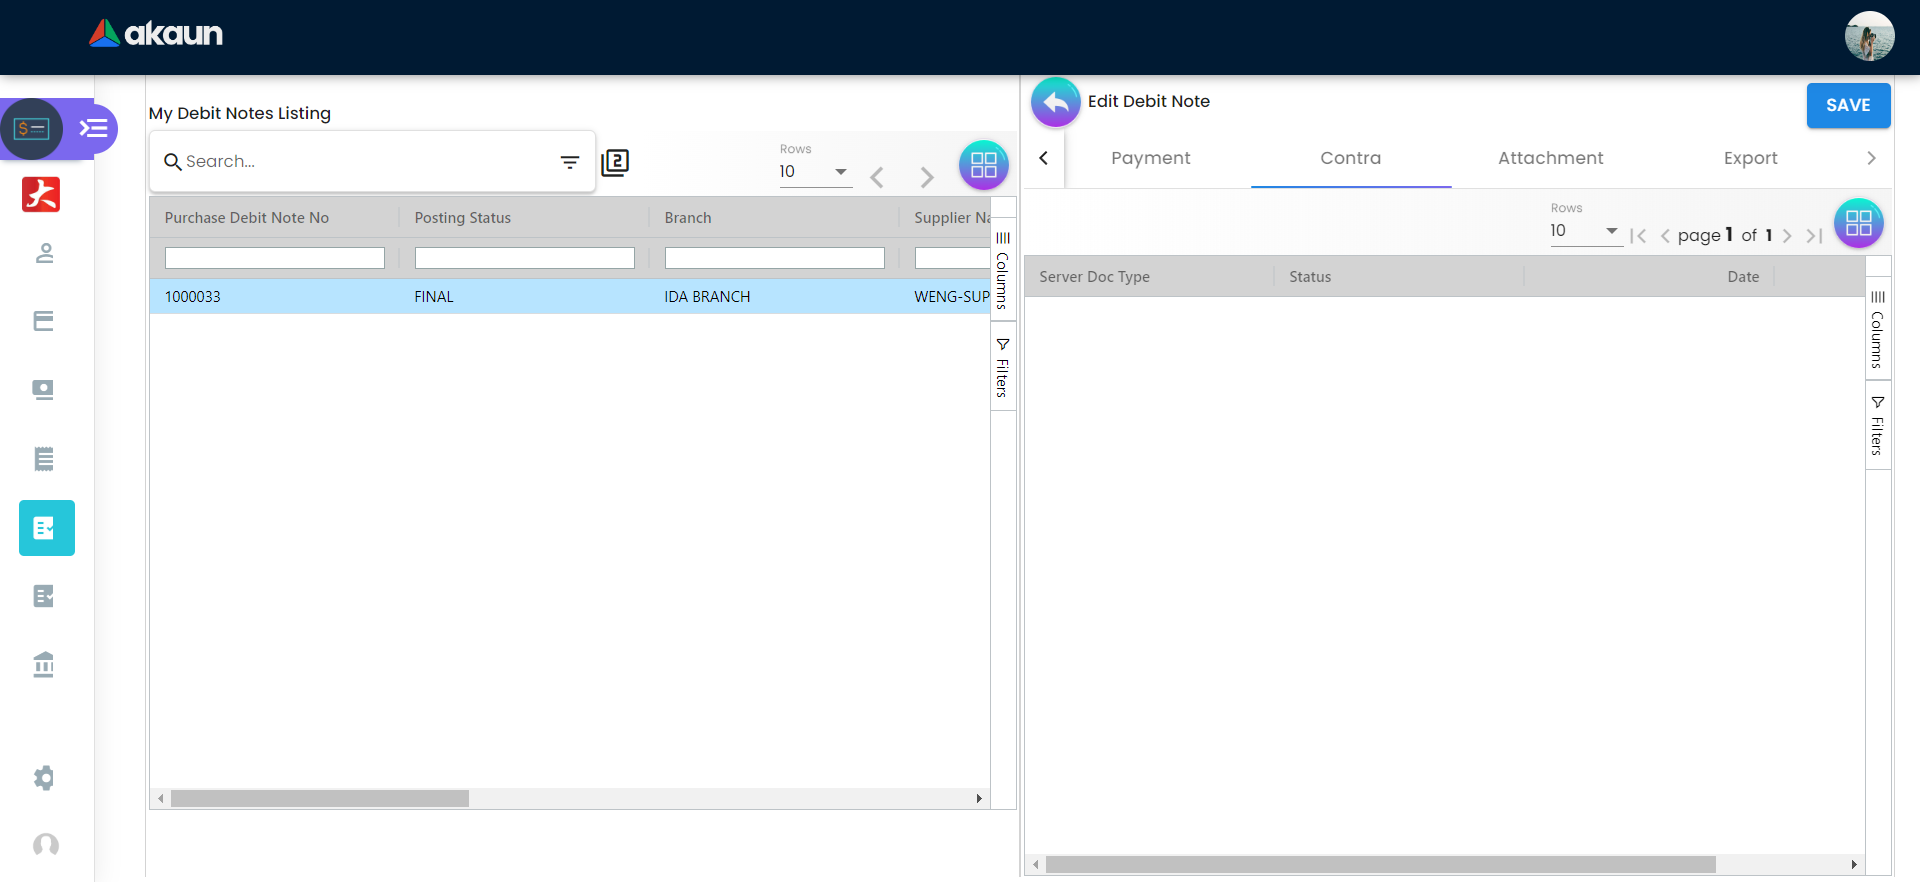 akaun
My Debit Notes Listing
Search...
2
Rows
10
Purchase Debit Note No
Posting Status
Branch
Supplier Na
1000033
FINAL
IDA BRANCH
WENG-SUP
Columns
Filters
Edit Debit Note
SAVE
Payment
Contra
Attachment
Export
Rows
10
page 1 of 1
Server Doc Type
Status
Date
Columns
Filters